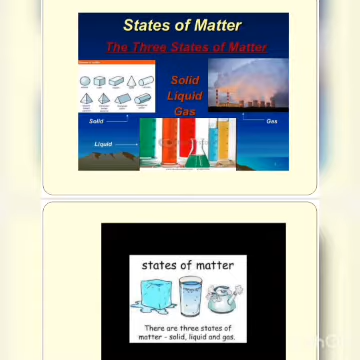 States of Matter
The Three States of Matter
Solid
Liquid
Gas
Solid
Gas
Liquid
states of matter
There are three states of
matter - solid, liquid and gas.